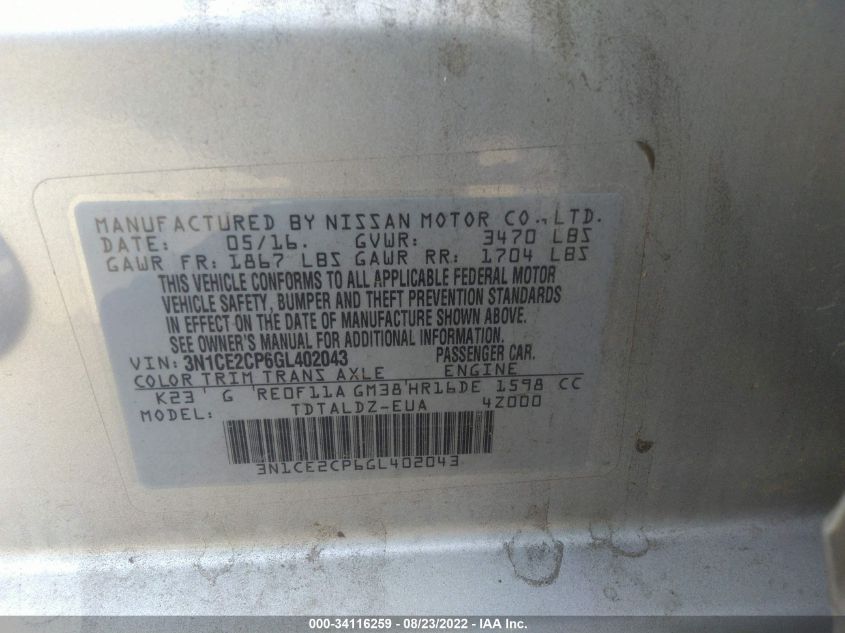 MANUFACTURED BY NISSAN MOTOR CO., LTD.
DATE: 05/16. GVWR: 3470 LBS
GAWR FR: 1867 LBS GAWR RR: 1704 LBS
THIS VEHICLE CONFORMS TO ALL APPLICABLE FEDERAL MOTOR
VEHICLE SAFETY, BUMPER AND THEFT PREVENTION STANDARDS
IN EFFECT ON THE DATE OF MANUFACTURE SHOWN ABOVE.
SEE OWNER'S MANUAL FOR ADDITIONAL INFORMATION.
VIN: 3N1CE2CP6GL402043 PASSENGER CAR.
COLOR TRIM TRANS AXLE ENGINE
K23 G RE0F11A GM38 HR16DE 1598 CC
MODEL: TDTALDZ-EUA 4Z000
3N1CE2CP6GL402043
000-34116259 - 08/23/2022 - IAA Inc.